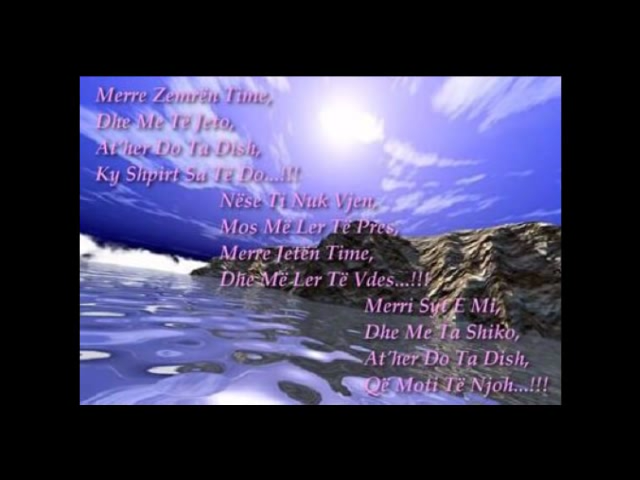 Merre Zemrën Time,
Dhe Me Të Jeto,
At'her Do Ta Dish,
Ky Shpirt Sa Të Do...!!!
Nëse Ti Nuk Vjen,
Mos Më Ler Të Pres,
Merre Jetën Time,
Dhe Më Ler Të Vdes...!!!
Merri Syt E Mi,
Dhe Me Ta Shiko,
At'her Do Ta Dish,
Që Moti Të Njoh...!!!